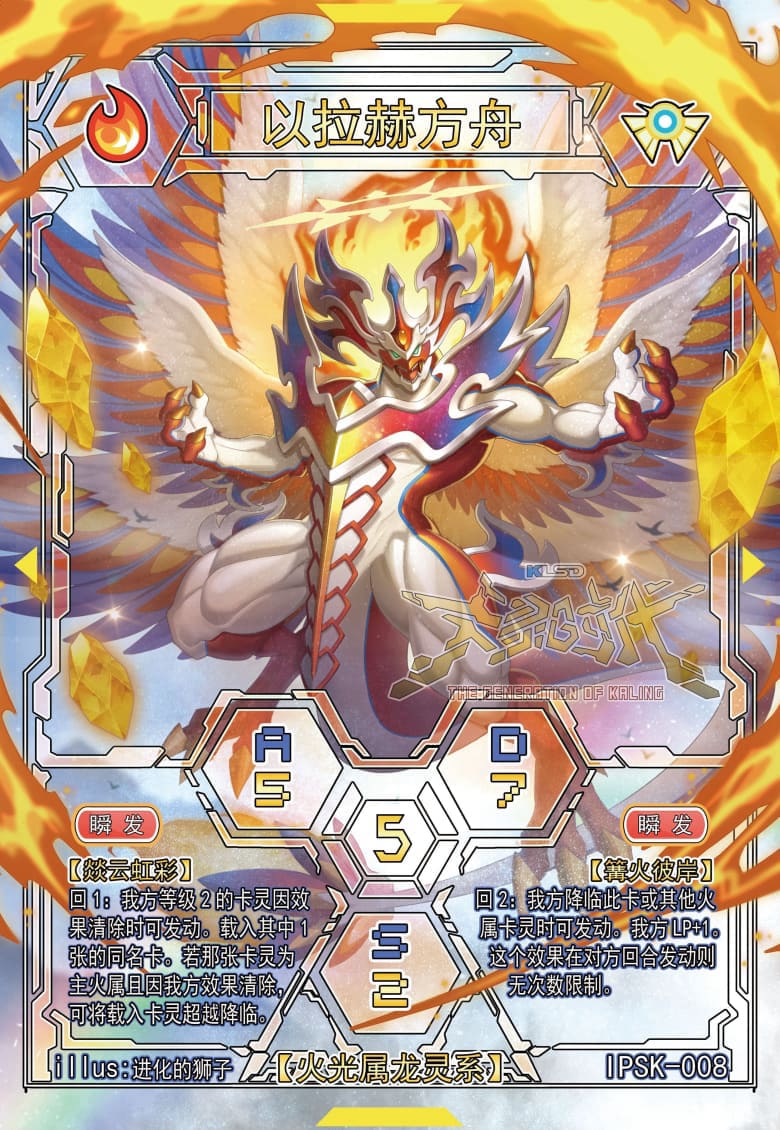 以拉赫方舟
KLSD
卡灵时代
THE GENERATION OF KALING
A
5
D
7
5
S
2
瞬发
【燚云虹彩】
回1：我方等级2的卡灵因效
果清除时可发动。载入其中1
张的同名卡。若那张卡灵为
主火属且因我方效果清除，
可将载入卡灵超越降临。
瞬发
【篝火彼岸】
回2：我方降临此卡或其他火
属卡灵时可发动。我方LP+1。
这个效果在对方回合发动则
无次数限制。
illus:进化的狮子
【火光属龙灵系】
IPSK-008